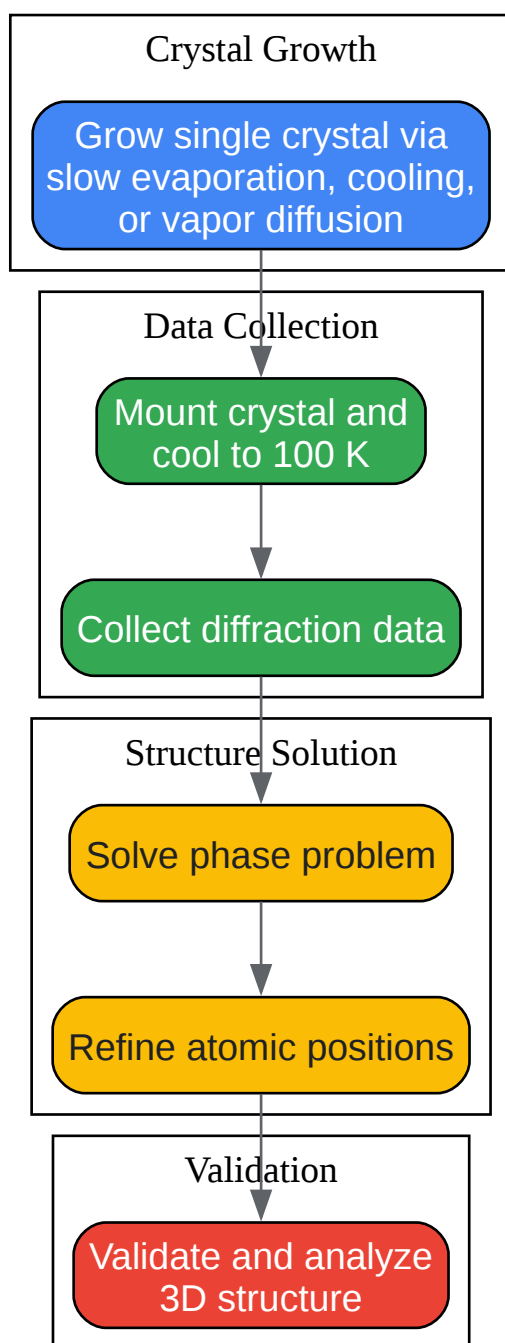 Crystal Growth
Grow single crystal via
slow evaporation, cooling,
or vapor diffusion
Data Collection
Mount crystal and
cool to 100 K
Collect diffraction data
Structure Solution
Solve phase problem
Refine atomic positions
Validation
Validate and analyze
3D structure